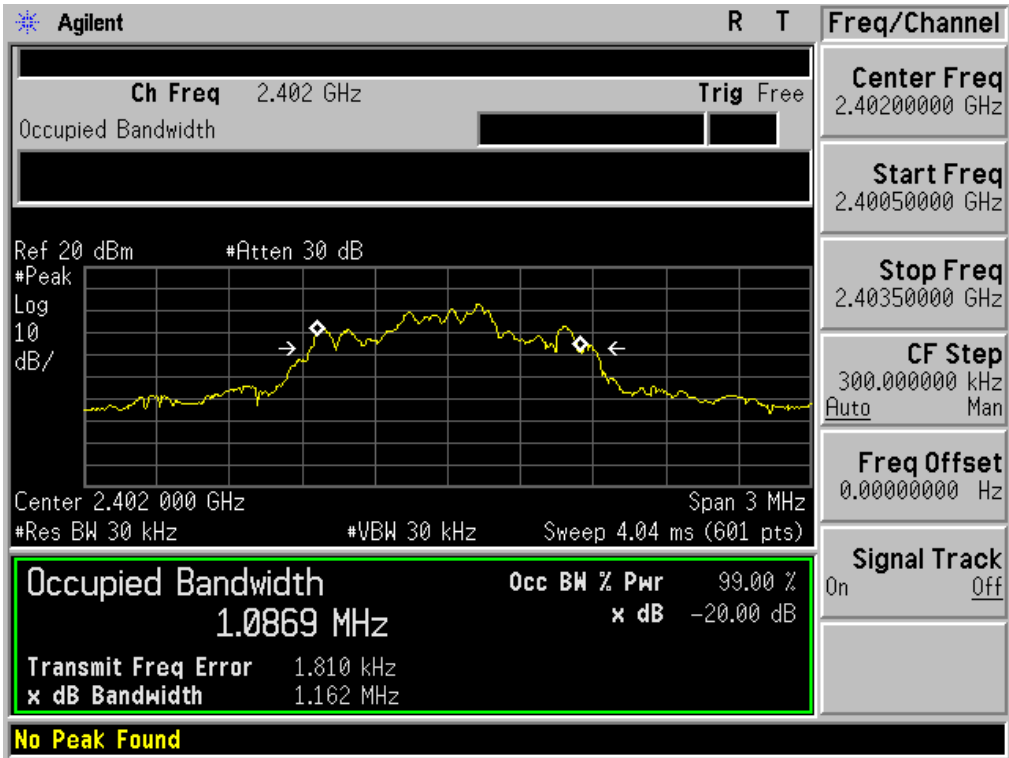 Agilent R T Freq/Channel
Ch Freq 2.402 GHz Trig Free
Occupied Bandwidth
Center Freq
2.40200000 GHz
Start Freq
2.40050000 GHz
Stop Freq
2.40350000 GHz
CF Step
300.000000 kHz
Auto Man
Freq Offset
0.00000000 Hz
Signal Track
On Off
Ref 20 dBm #Atten 30 dB
#Peak
Log
10
dB/
Center 2.402 000 GHz Span 3 MHz
#Res BW 30 kHz #VBW 30 kHz Sweep 4.04 ms (601 pts)
Occupied Bandwidth Occ BW % Pwr 99.00 %
1.0869 MHz x dB -20.00 dB
Transmit Freq Error 1.810 kHz
x dB Bandwidth 1.162 MHz
No Peak Found